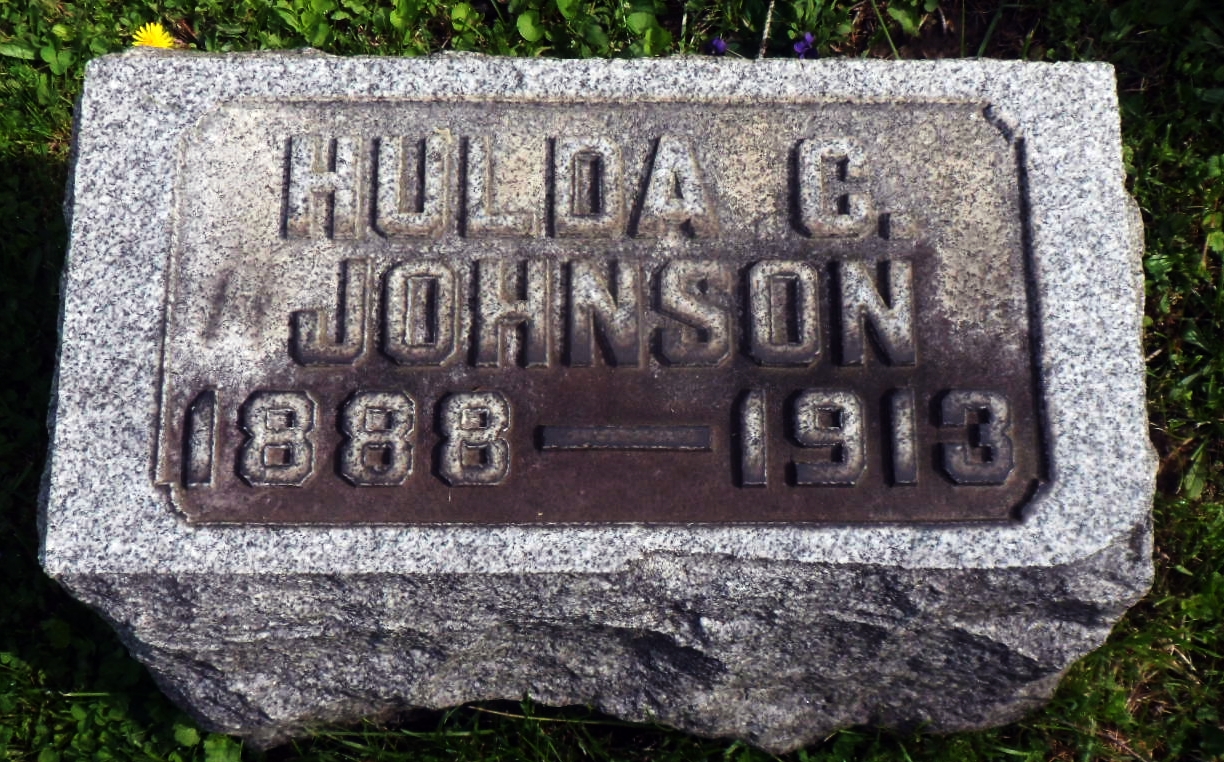 HULDA C.
JOHNSON
1888 — 1913